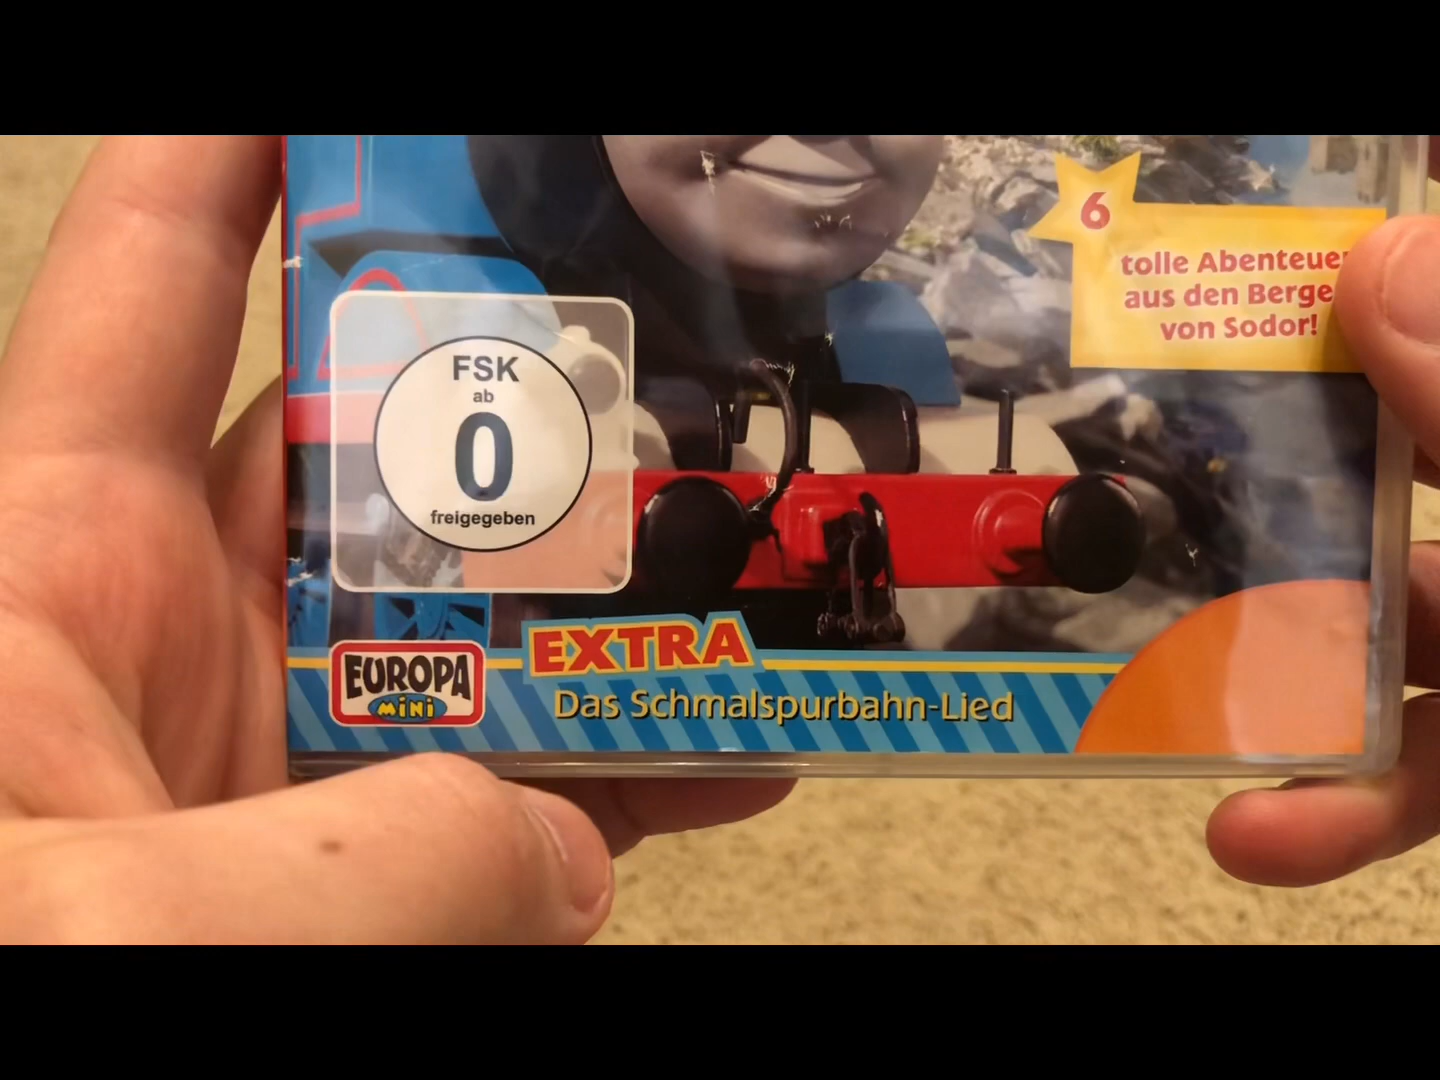 6
tolle Abenteuer
aus den Berge
von Sodor!
FSK
ab
0
freigegeben
EXTRA
EUROPA
mini
Das Schmalspurbahn-Lied